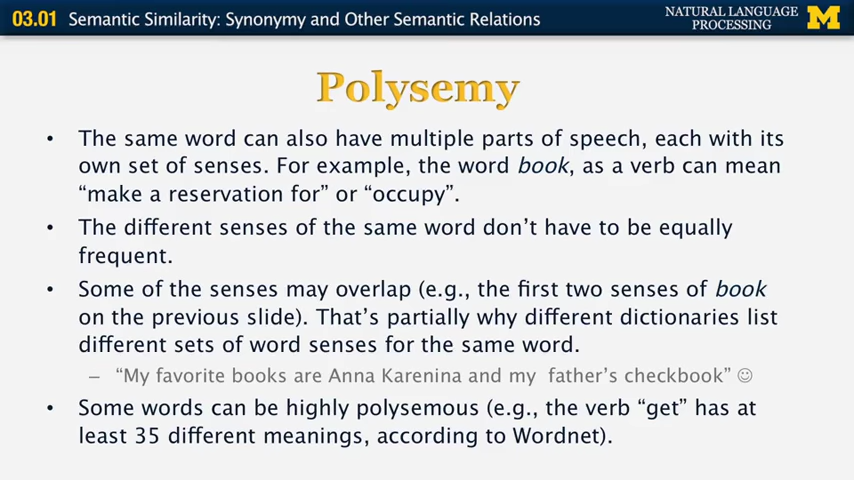 03.01 Semantic Similarity: Synonymy and Other Semantic Relations
NATURAL LANGUAGE
PROCESSING
M
Polysemy
• The same word can also have multiple parts of speech, each with its
own set of senses. For example, the word book, as a verb can mean
“make a reservation for” or “occupy”.
• The different senses of the same word don’t have to be equally
frequent.
• Some of the senses may overlap (e.g., the first two senses of book
on the previous slide). That’s partially why different dictionaries list
different sets of word senses for the same word.
– “My favorite books are Anna Karenina and my father’s checkbook” ☺
• Some words can be highly polysemous (e.g., the verb “get” has at
least 35 different meanings, according to Wordnet).